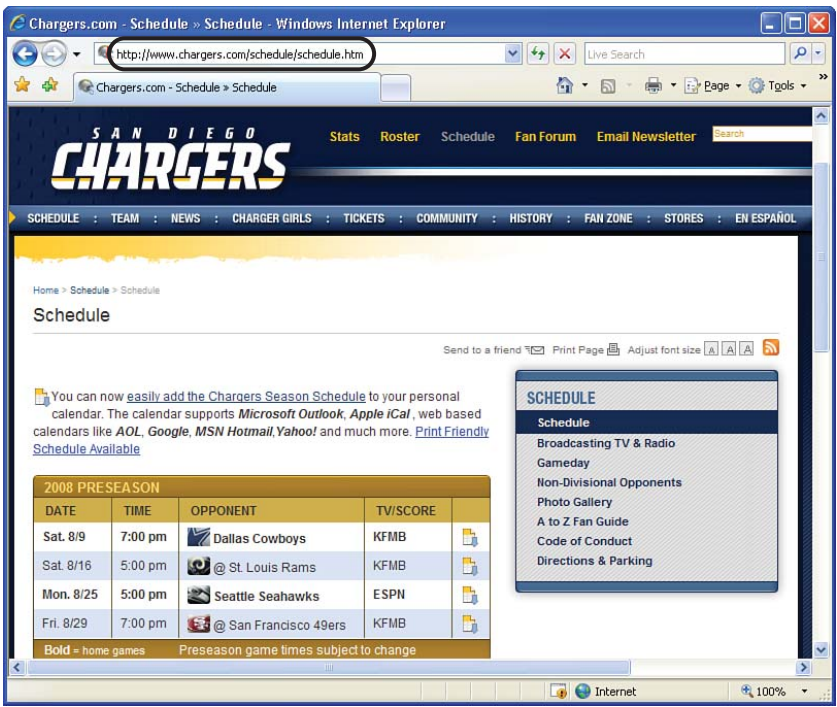 Chargers.com - Schedule » Schedule - Windows Internet Explorer
http://www.chargers.com/schedule/schedule.htm
Live Search
Chargers.com - Schedule » Schedule
Page
Tools
»
SAN DIEGO
CHARGERS
Stats Roster Schedule Fan Forum Email Newsletter Search
SCHEDULE : TEAM : NEWS : CHARGER GIRLS : TICKETS : COMMUNITY : HISTORY : FAN ZONE : STORES : EN ESPAÑOL
Home > Schedule > Schedule
Schedule
Send to a friend Print Page Adjust font size A A A
You can now easily add the Chargers Season Schedule to your personal
calendar. The calendar supports Microsoft Outlook, Apple iCal , web based
calendars like AOL, Google, MSN Hotmail,Yahoo! and much more. Print Friendly
Schedule Available
2008 PRESEASON
DATE TIME OPPONENT TV/SCORE
Sat. 8/9 7:00 pm Dallas Cowboys KFMB
Sat. 8/16 5:00 pm @ St. Louis Rams KFMB
Mon. 8/25 5:00 pm Seattle Seahawks ESPN
Fri. 8/29 7:00 pm @ San Francisco 49ers KFMB
Bold = home games Preseason game times subject to change
SCHEDULE
Schedule
Broadcasting TV & Radio
Gameday
Non-Divisional Opponents
Photo Gallery
A to Z Fan Guide
Code of Conduct
Directions & Parking
Internet
100%